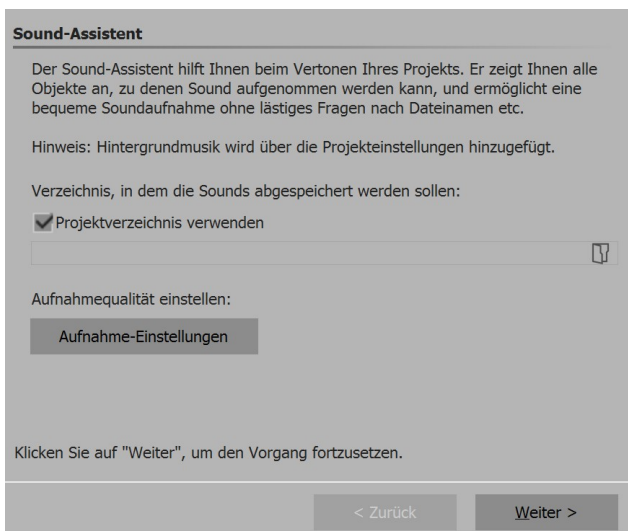 Sound-Assistent
Der Sound-Assistent hilft Ihnen beim Vertonen Ihres Projekts. Er zeigt Ihnen alle
Objekte an, zu denen Sound aufgenommen werden kann, und ermöglicht eine
bequeme Soundaufnahme ohne lästiges Fragen nach Dateinamen etc.
Hinweis: Hintergrundmusik wird über die Projekteinstellungen hinzugefügt.
Verzeichnis, in dem die Sounds abgespeichert werden sollen:
Projektverzeichnis verwenden
Aufnahmequalität einstellen:
Aufnahme-Einstellungen
Klicken Sie auf "Weiter", um den Vorgang fortzusetzen.
< Zurück Weiter >